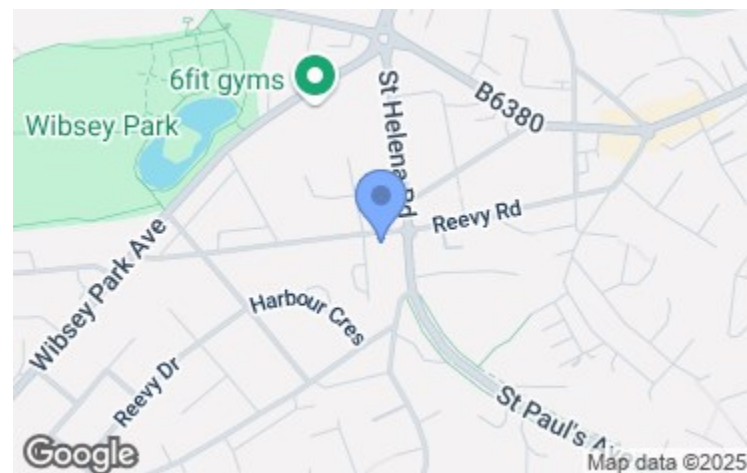 6fit gyms
Wibsey Park
St Helena Rd
B6380
Reevy Rd
Wibsey Park Ave
Harbour Cres
Reevy Dr
St Paul's Ave
Google
Map data ©2025